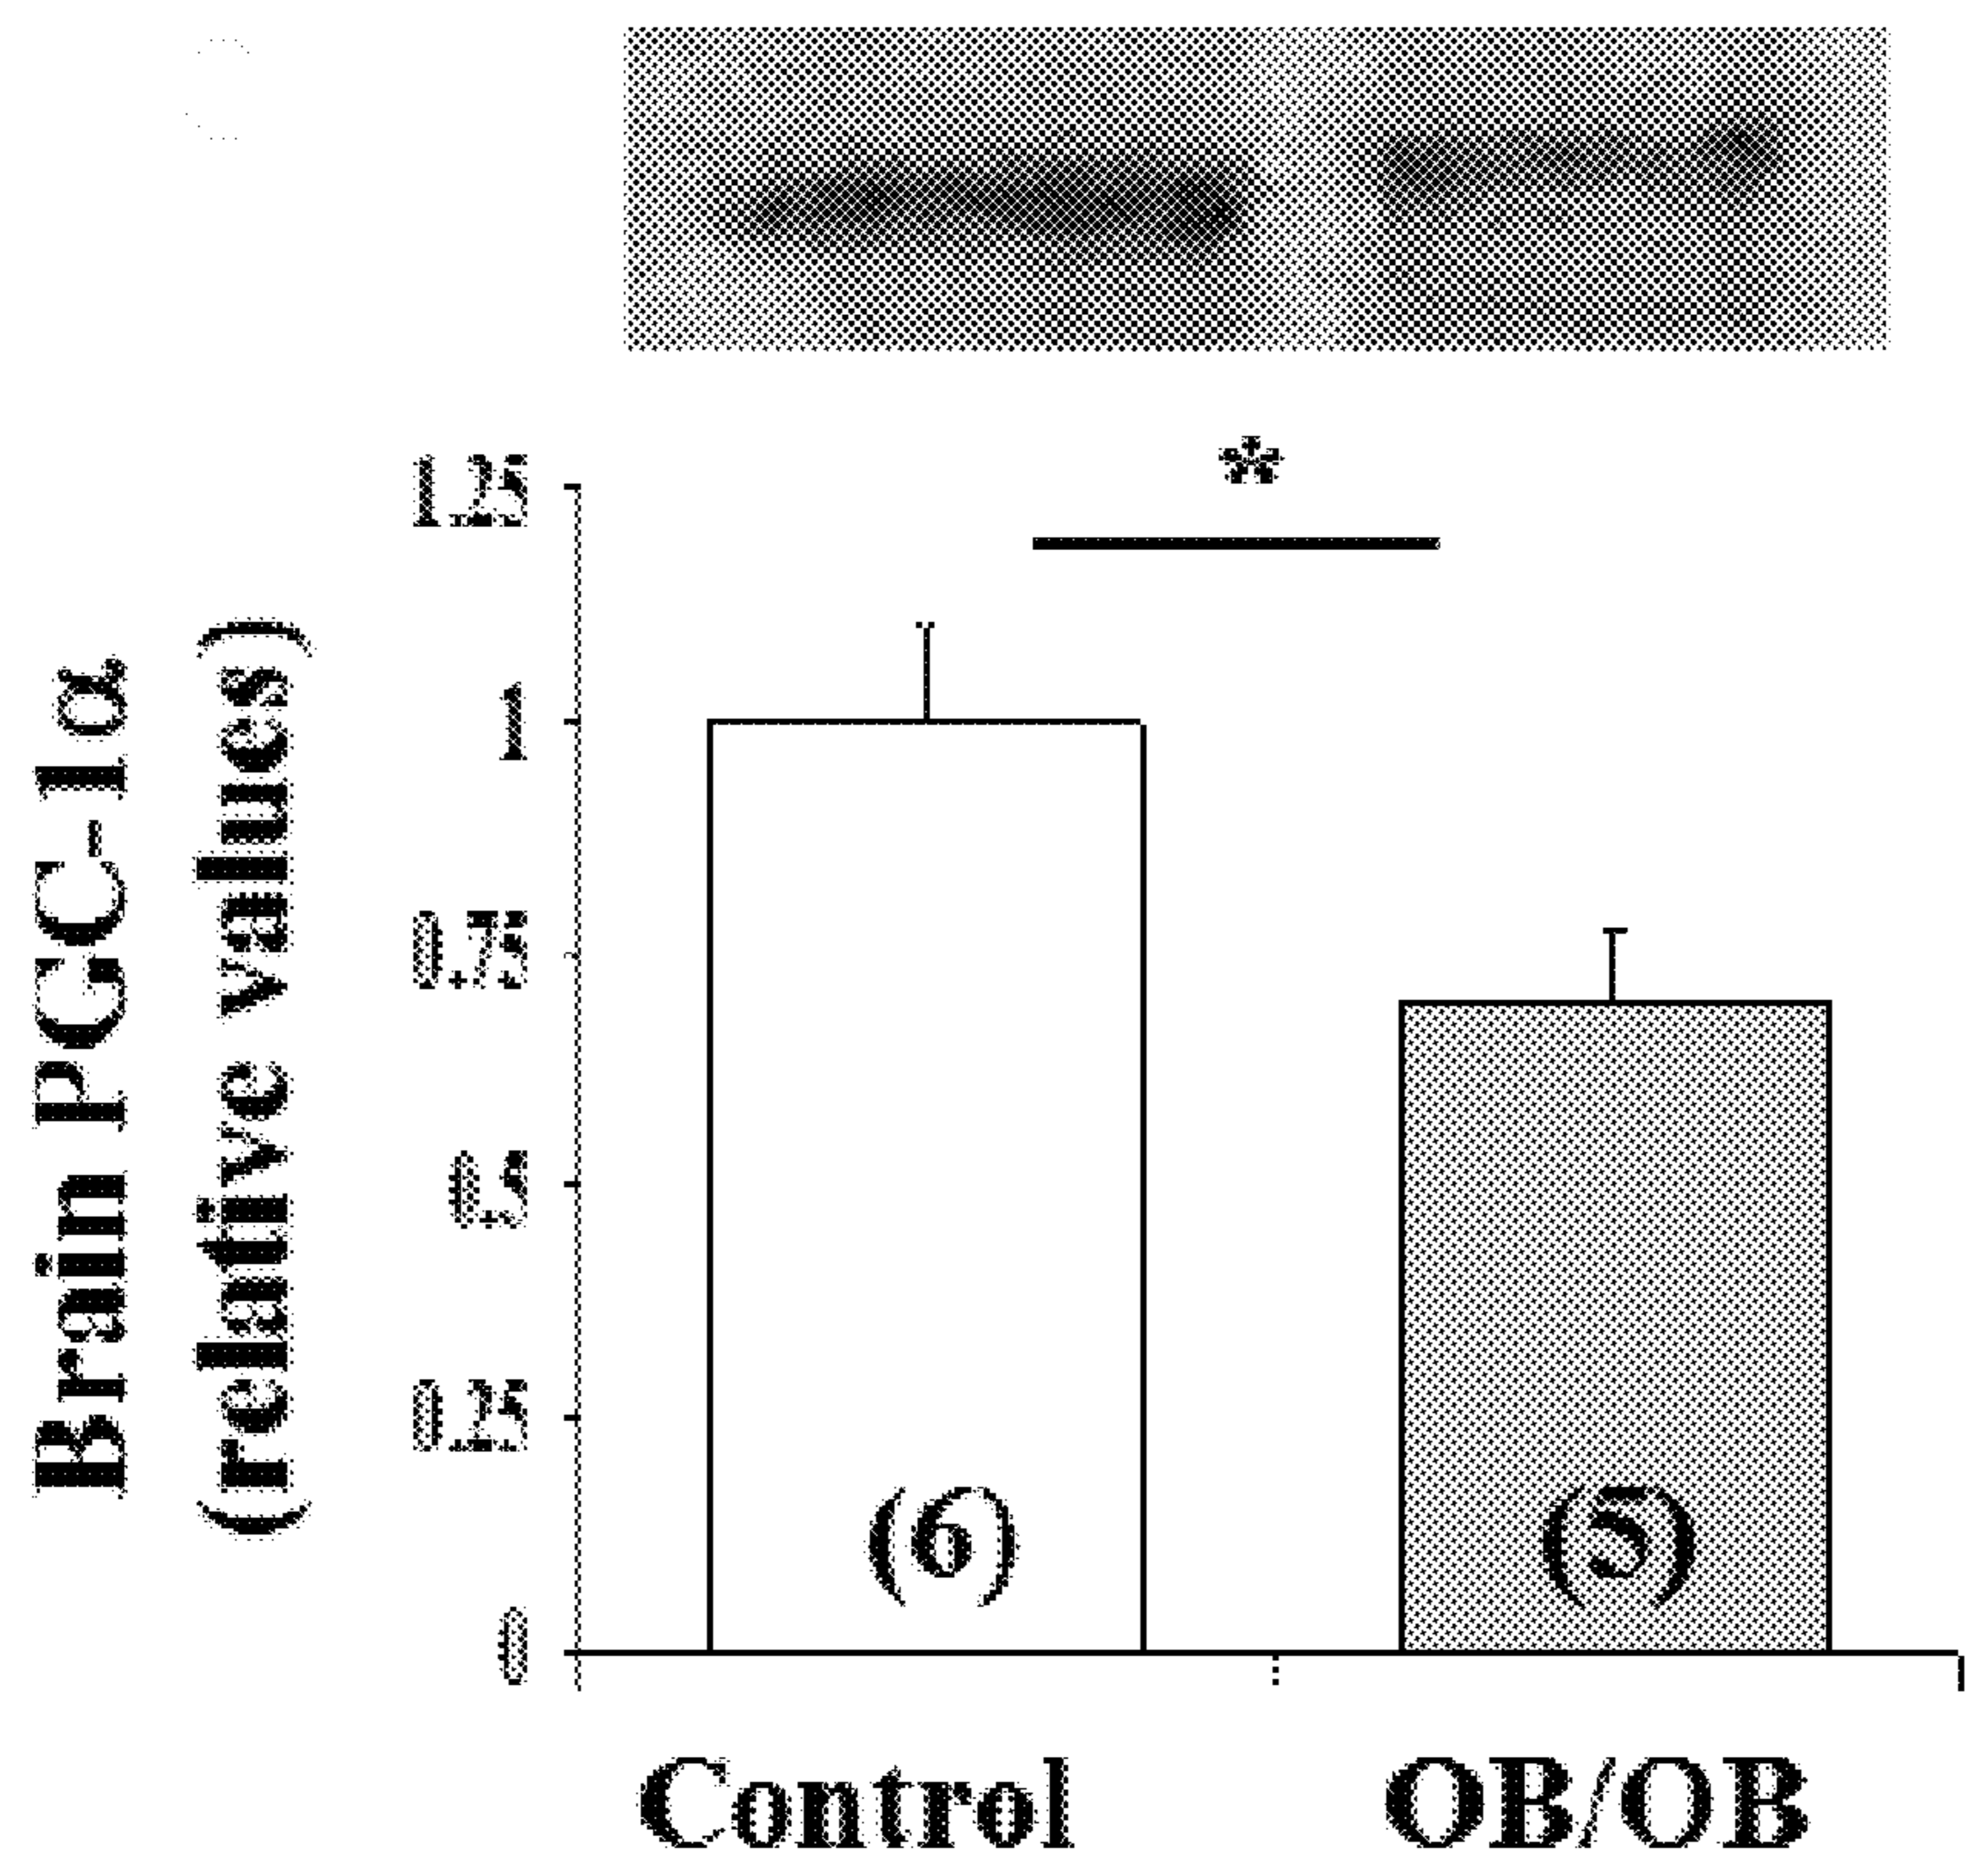 *
1.25
1
0.75
0.5
0.25
0
Brain PGC-1α
(relative values)
(6)
(5)
Control
OB/OB